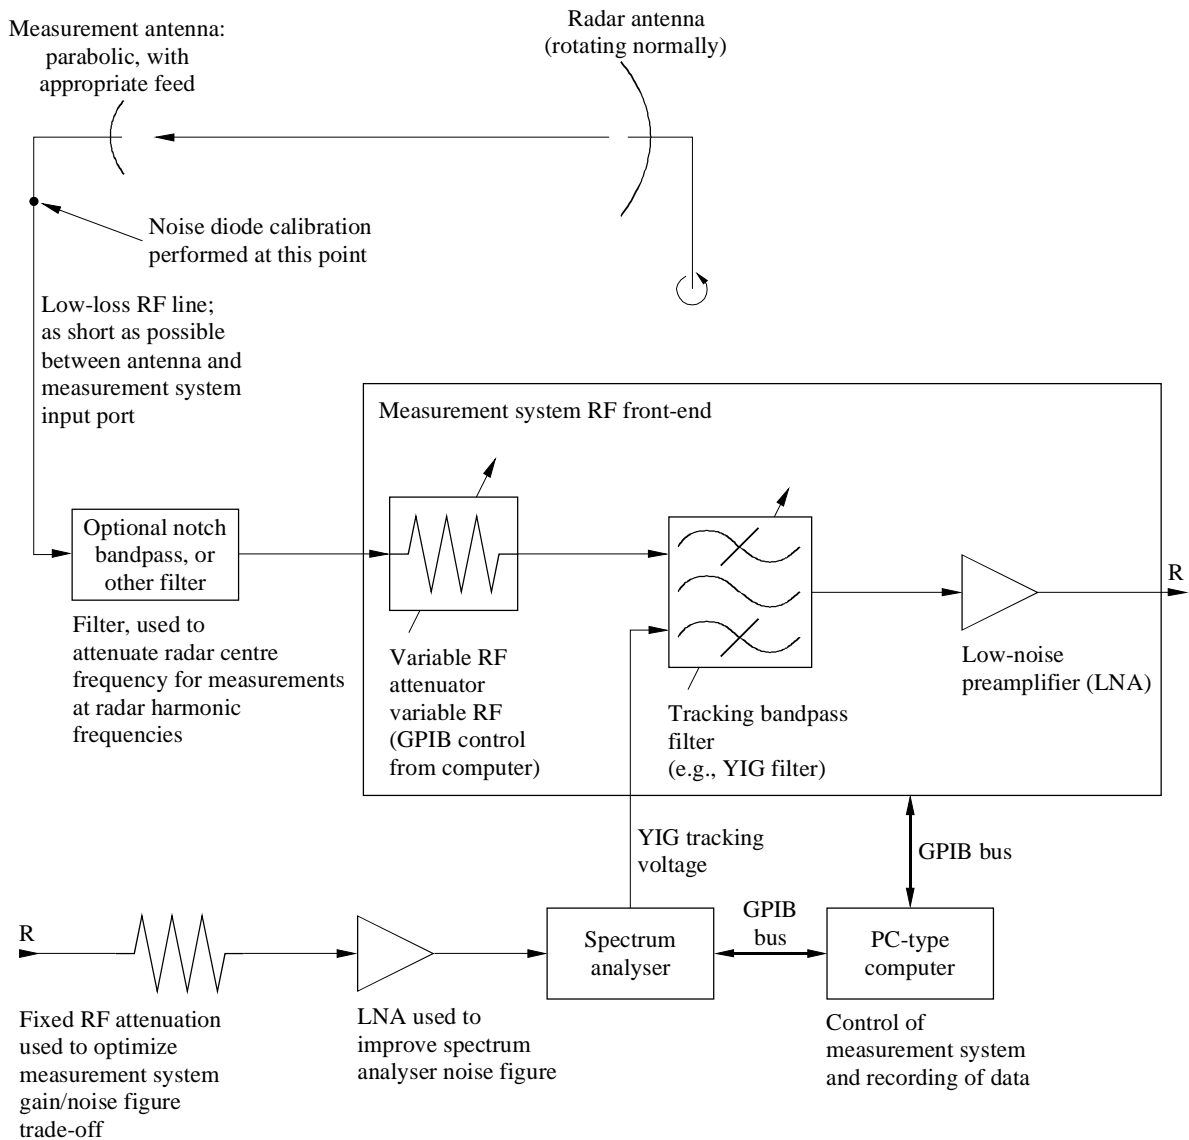 Measurement antenna:
parabolic, with
appropriate feed
Radar antenna
(rotating normally)
Noise diode calibration
performed at this point
Low-loss RF line;
as short as possible
between antenna and
measurement system
input port
Measurement system RF front-end
Optional notch
bandpass, or
other filter
Filter, used to
attenuate radar centre
frequency for measurements
at radar harmonic
frequencies
Variable RF
attenuator
variable RF
(GPIB control
from computer)
Tracking bandpass
filter
(e.g., YIG filter)
Low-noise
preamplifier (LNA)
R
YIG tracking
voltage
GPIB bus
R
Fixed RF attenuation
used to optimize
measurement system
gain/noise figure
trade-off
LNA used to
improve spectrum
analyser noise figure
Spectrum
analyser
GPIB
bus
PC-type
computer
Control of
measurement system
and recording of data